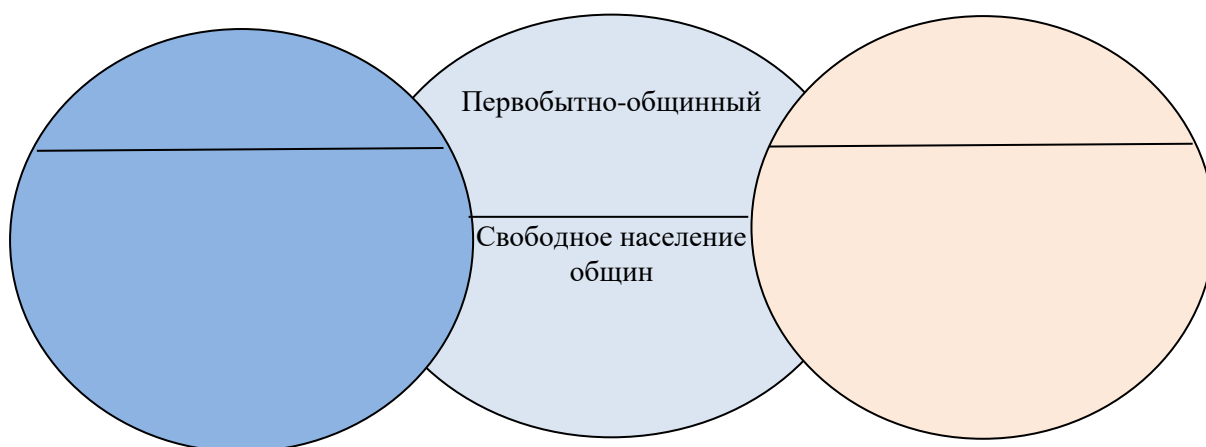 Первобытно-общинный
Свободное население
общин